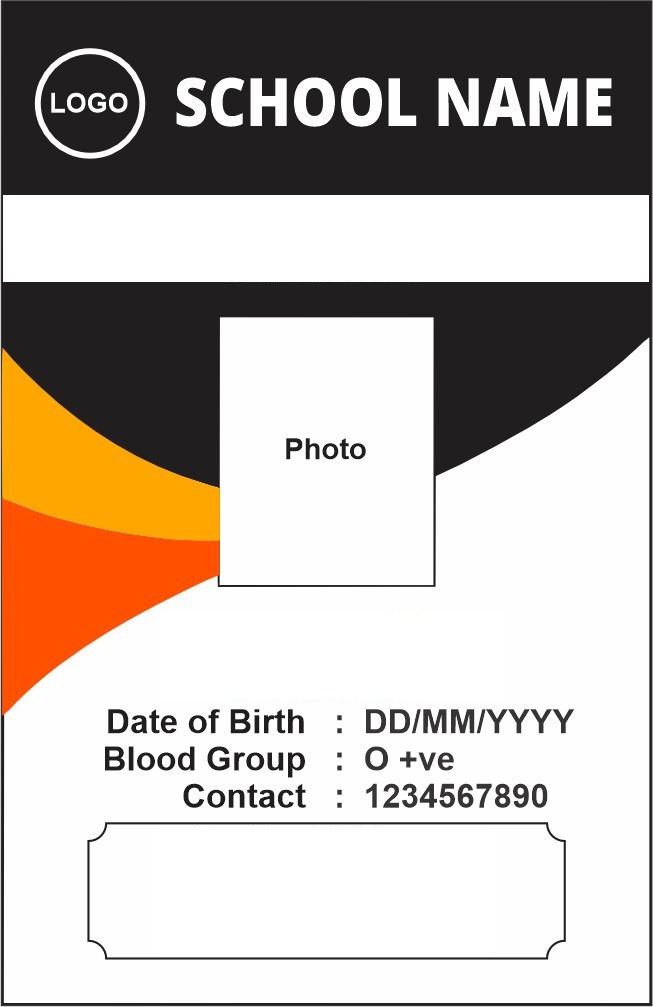 LOGO
SCHOOL NAME
Photo
Date of Birth : DD/MM/YYYY
Blood Group : O +ve
Contact : 1234567890